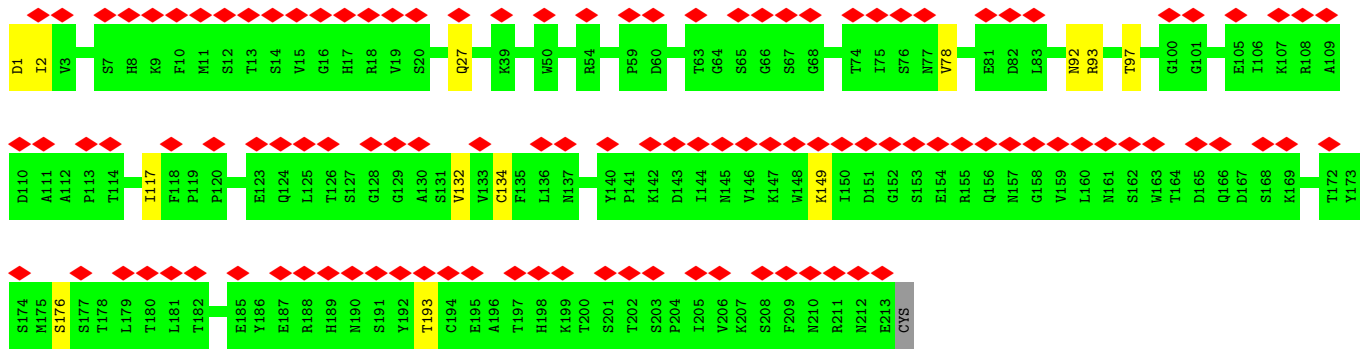 D1 I2 V3 S7 H8 K9 F10 M11 S12 T13 S14 V15 G16 H17 R18 V19 S20 Q27 K39 W50 R54 P59 D60 T63 G64 S65 G66 S67 G68 T74 I75 S76 N77 V78 E81 D82 L83 N92 R93 T97 G100 G101 E105 I106 K107 R108 A109
D110 A111 A112 P113 T114 I117 F118 P119 P120 E123 Q124 L125 T126 S127 G128 G129 A130 S131 V132 V133 C134 F135 L136 N137 Y140 P141 K142 D143 I144 N145 V146 K147 W148 K149 I150 D151 G152 S153 E154 R155 Q156 N157 G158 V159 L160 N161 S162 W163 T164 D165 Q166 D167 S168 K169 T172 Y173
S174 M175 S176 S177 T178 L179 T180 L181 T182 E185 Y186 E187 R188 H189 N190 S191 Y192 T193 C194 E195 A196 T197 H198 K199 T200 S201 T202 S203 P204 I205 V206 K207 S208 F209 N210 R211 N212 E213 CYS